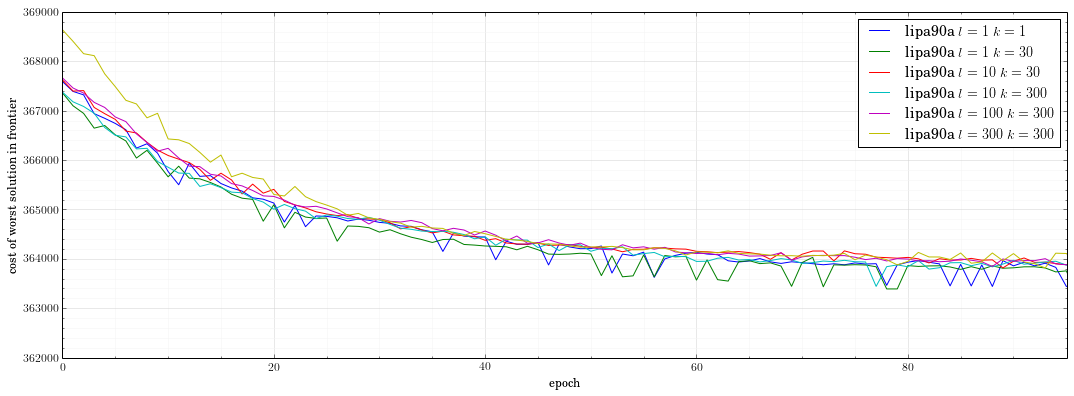 369000
368000
367000
366000
365000
364000
363000
362000
cost of worst solution in frontier
lipa90a l = 1 k = 1
lipa90a l = 1 k = 30
lipa90a l = 10 k = 30
lipa90a l = 10 k = 300
lipa90a l = 100 k = 300
lipa90a l = 300 k = 300
0 20 40 60 80
epoch